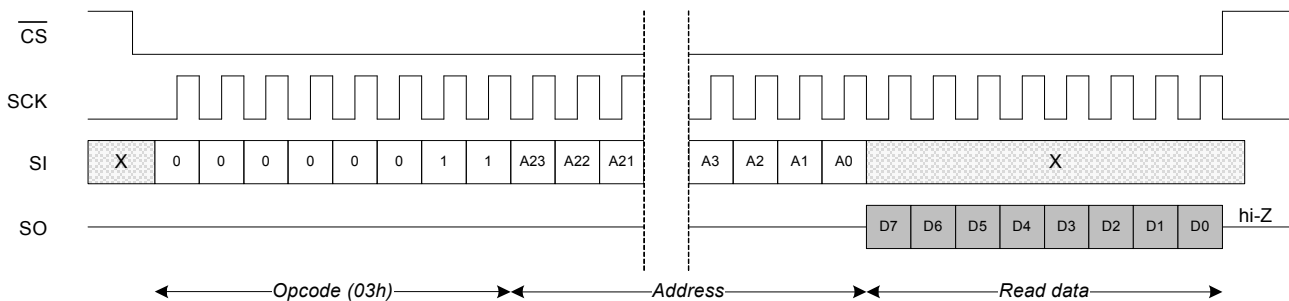 CS
SCK
SI X 0 0 0 0 0 0 1 1 A23 A22 A21 A3 A2 A1 A0 X
SO D7 D6 D5 D4 D3 D2 D1 D0 hi-Z
Opcode (03h) Address Read data